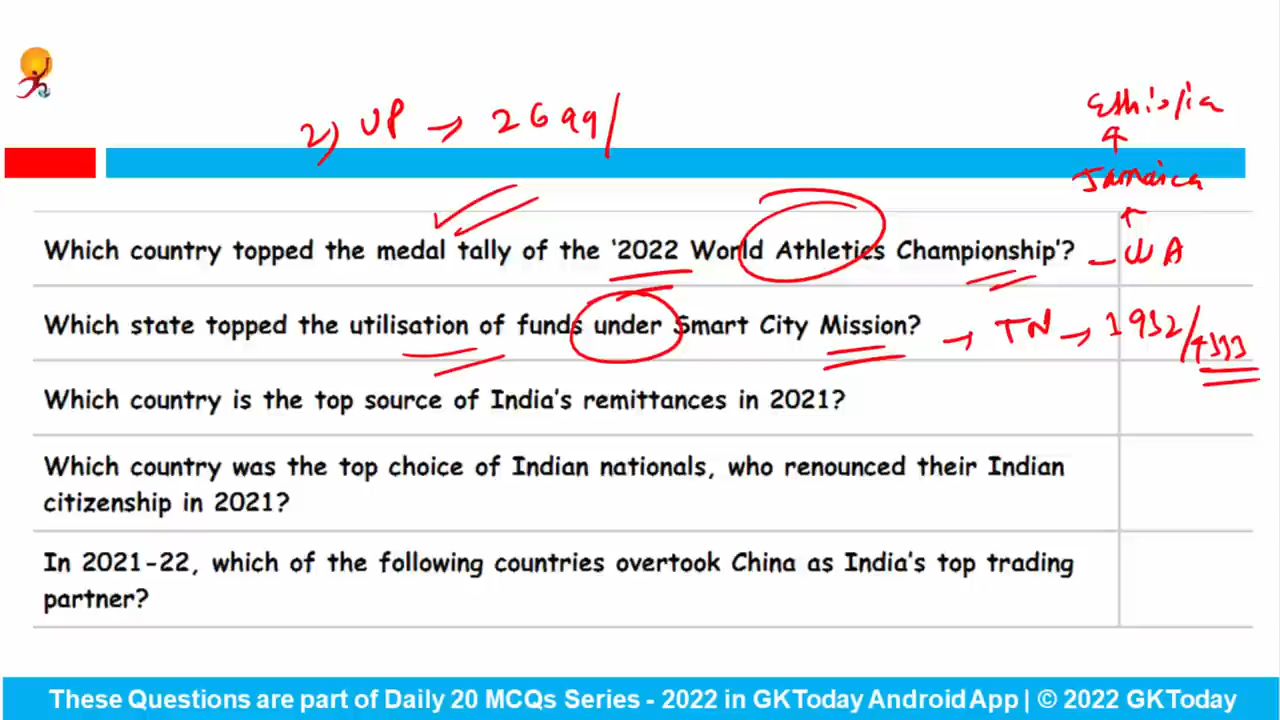 2) UP → 2699/
Ethiopia
Jamaica
Which country topped the medal tally of the '2022 World Athletics Championship'? 
Which state topped the utilisation of funds under Smart City Mission? → TN → 1932/4333
Which country is the top source of India's remittances in 2021?
Which country was the top choice of Indian nationals, who renounced their Indian
citizenship in 2021?
In 2021-22, which of the following countries overtook China as India's top trading
partner?
These Questions are part of Daily 20 MCQs Series - 2022 in GKToday Android App | © 2022 GKToday